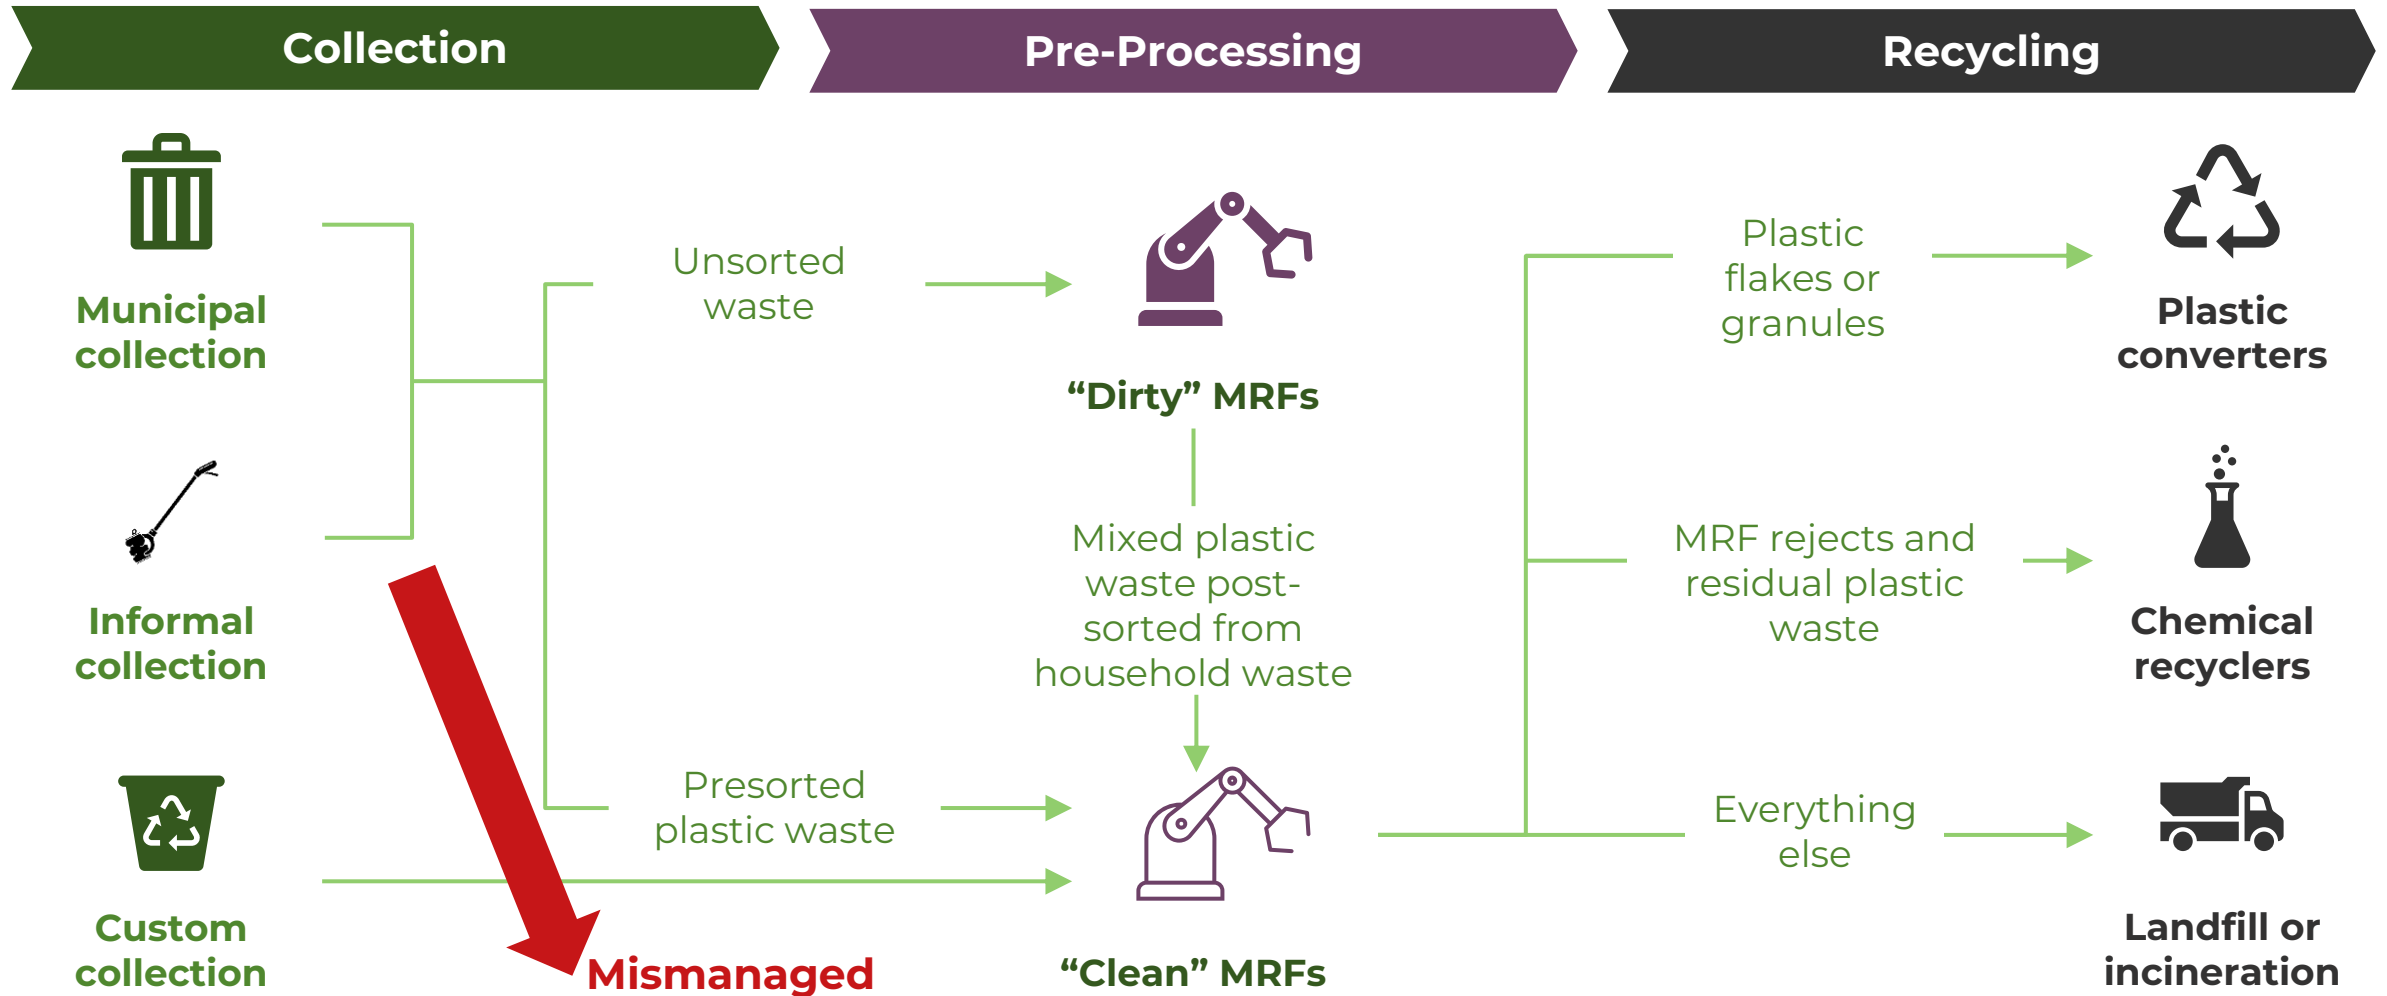 Collection
Pre-Processing
Recycling
Municipal
collection
Informal
collection
Custom
collection
Unsorted
waste
Presorted
plastic waste
Mismanaged
“Dirty” MRFs
Mixed plastic
waste post-
sorted from
household waste
“Clean” MRFs
Plastic
flakes or
granules
MRF rejects and
residual plastic
waste
Everything
else
Plastic
converters
Chemical
recyclers
Landfill or
incineration